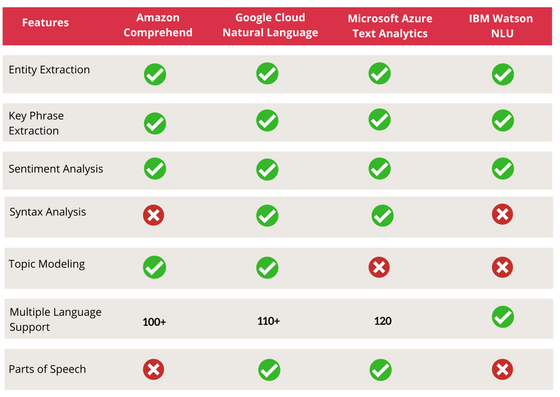 Features
Amazon
Comprehend
Google Cloud
Natural Language
Microsoft Azure
Text Analytics
IBM Watson
NLU
Entity Extraction
Key Phrase
Extraction
Sentiment Analysis
Syntax Analysis
Topic Modeling
Multiple Language
Support
100+
110+
120
Parts of Speech